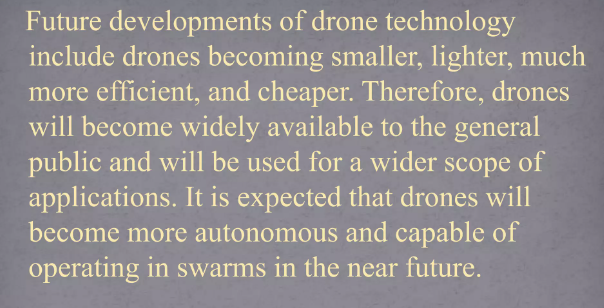 Future developments of drone technology
include drones becoming smaller, lighter, much
more efficient, and cheaper. Therefore, drones
will become widely available to the general
public and will be used for a wider scope of
applications. It is expected that drones will
become more autonomous and capable of
operating in swarms in the near future.